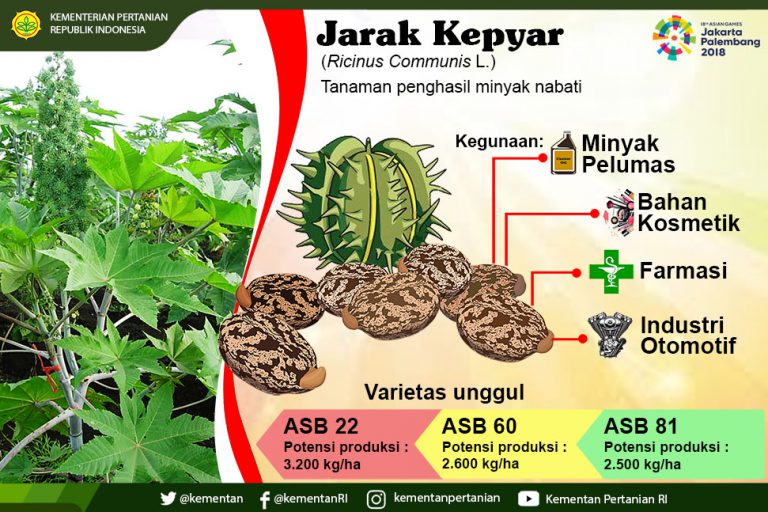 KEMENTERIAN PERTANIAN
REPUBLIK INDONESIA
Jarak Kepyar
(Ricinus Communis L.)
Tanaman penghasil minyak nabati
18th ASIAN GAMES
Jakarta
Palembang
2018
Kegunaan:
Minyak
Pelumas
Bahan
Kosmetik
Farmasi
Industri
Otomotif
Varietas unggul
ASB 22
Potensi produksi :
3.200 kg/ha
ASB 60
Potensi produksi :
2.600 kg/ha
ASB 81
Potensi produksi :
2.500 kg/ha
@kementan
@kementanRI
kementanpertanian
Kementan Pertanian RI